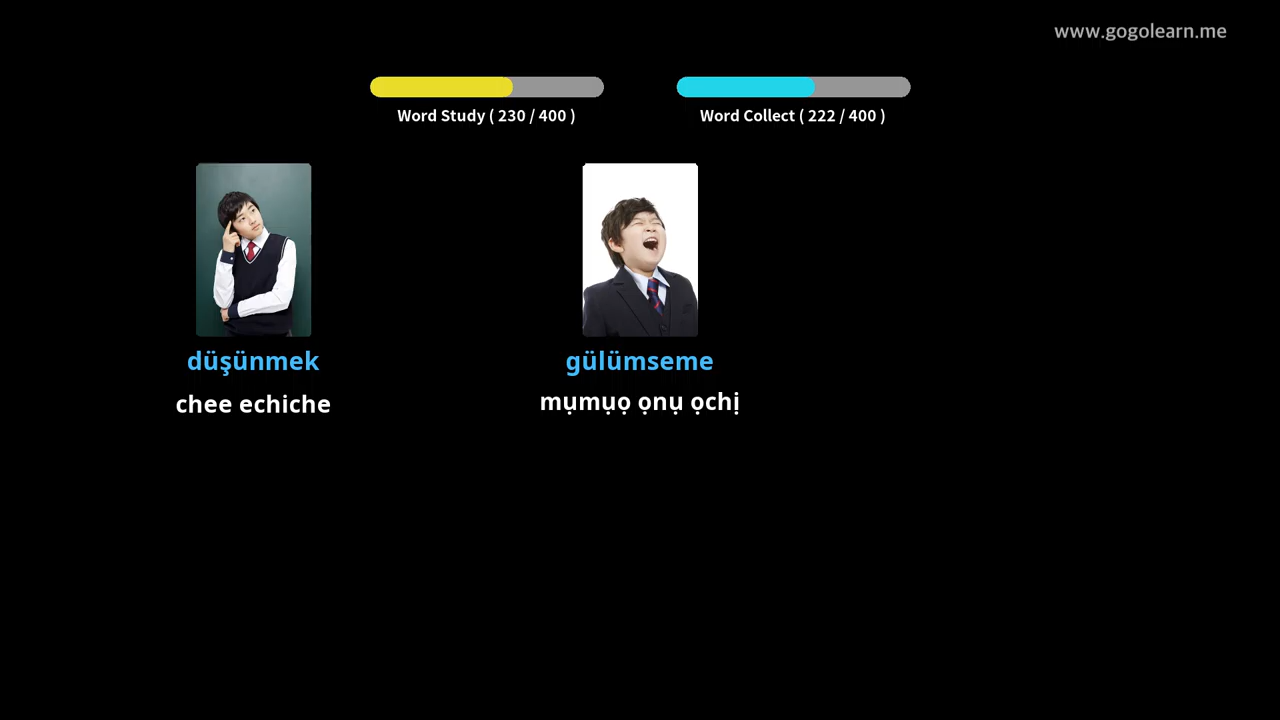 www.gogolearn.me
Word Study ( 230 / 400 )
Word Collect ( 222 / 400 )
düşünmek
chee echiche
gülümseme
mụmụọ ọnụ ọchị